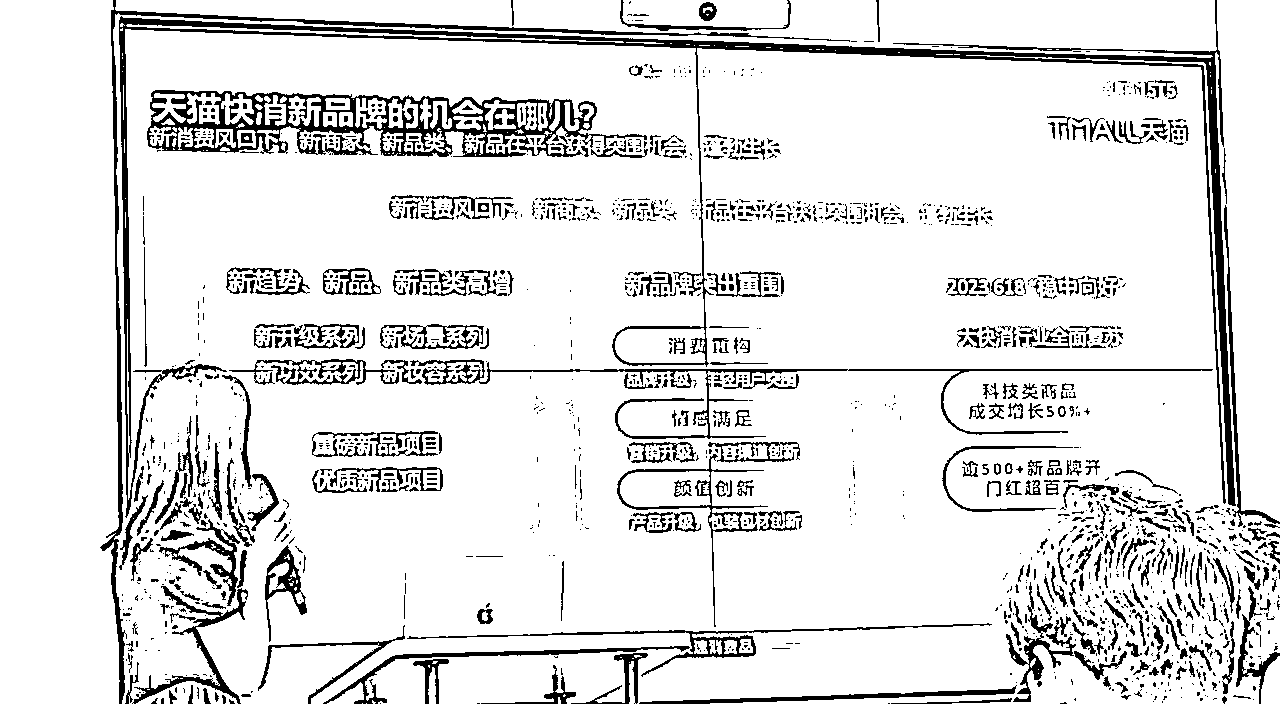 天猫快消新品牌的机会在哪儿?
TMALL天猫
新消费风口下，新商家、新品类、新品在平台获得突围机会，蓬勃生长
新消费风口下，新商家、新品类、新品在平台获得突围机会，蓬勃生长
新趋势、新品、新品类高增
新升级系列 新场景系列
新功效系列 新妆容系列
重磅新品项目
优质新品项目
新品牌突出重围
消费重构
品牌升级，年轻用户突围
情感满足
营销升级，内容渠道创新
颜值创新
产品升级，包装包材创新
2023 618 “稳中向好”
大快消行业全面复苏
科技类商品
成交增长50%+
逾500+新品牌开
门红超百万